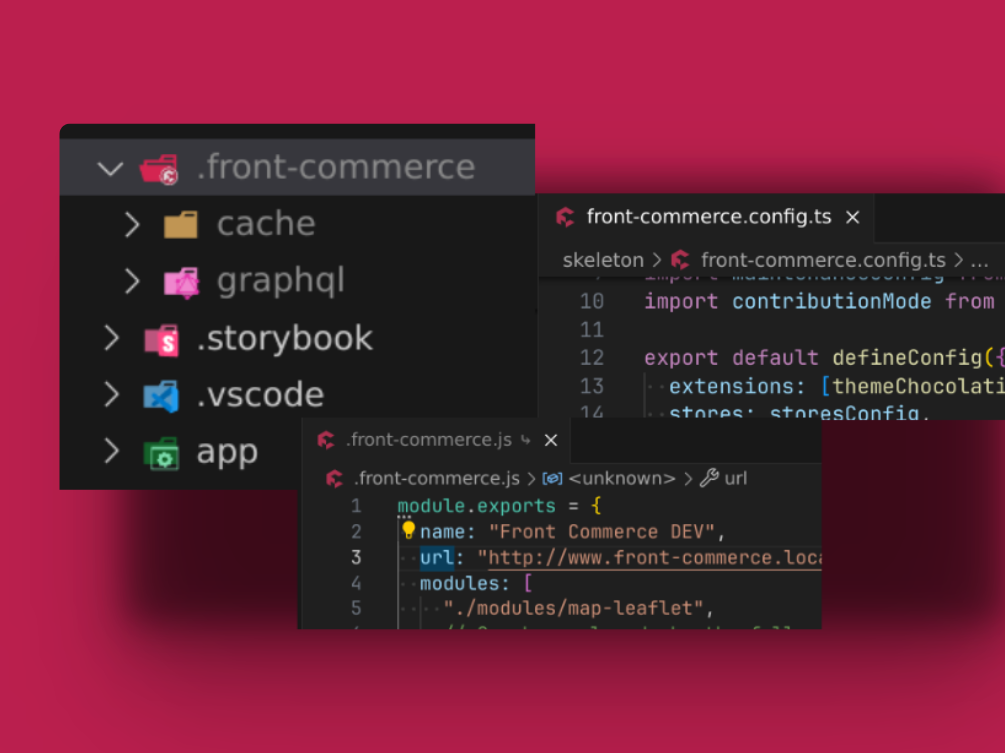 .front-commerce
cache
graphql
.storybook
.vscode
app
front-commerce.config.ts ×
skeleton > front-commerce.config.ts > ...
import maintenanceConfig from
10 import contributionMode from
11
12 export default defineConfig({
13 extensions: [themeChocolati
14 stores: storesConfig,
.front-commerce.js ×
.front-commerce.js > <unknown> > url
1 module.exports = {
2 name: "Front Commerce DEV",
3 url: "http://www.front-commerce.loca
4 modules: [
5 "./modules/map-leaflet",